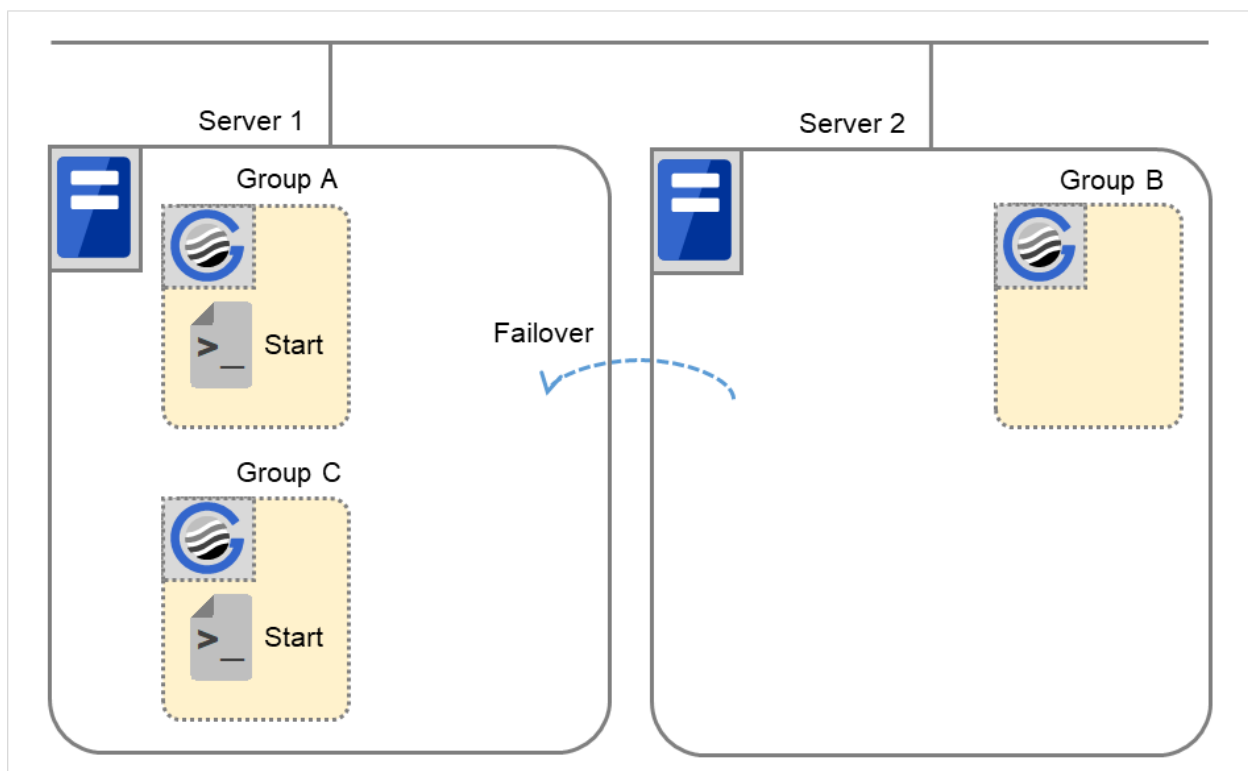 Server 1
Server 2
Group A
Group B
Start
Failover
Group C
Start